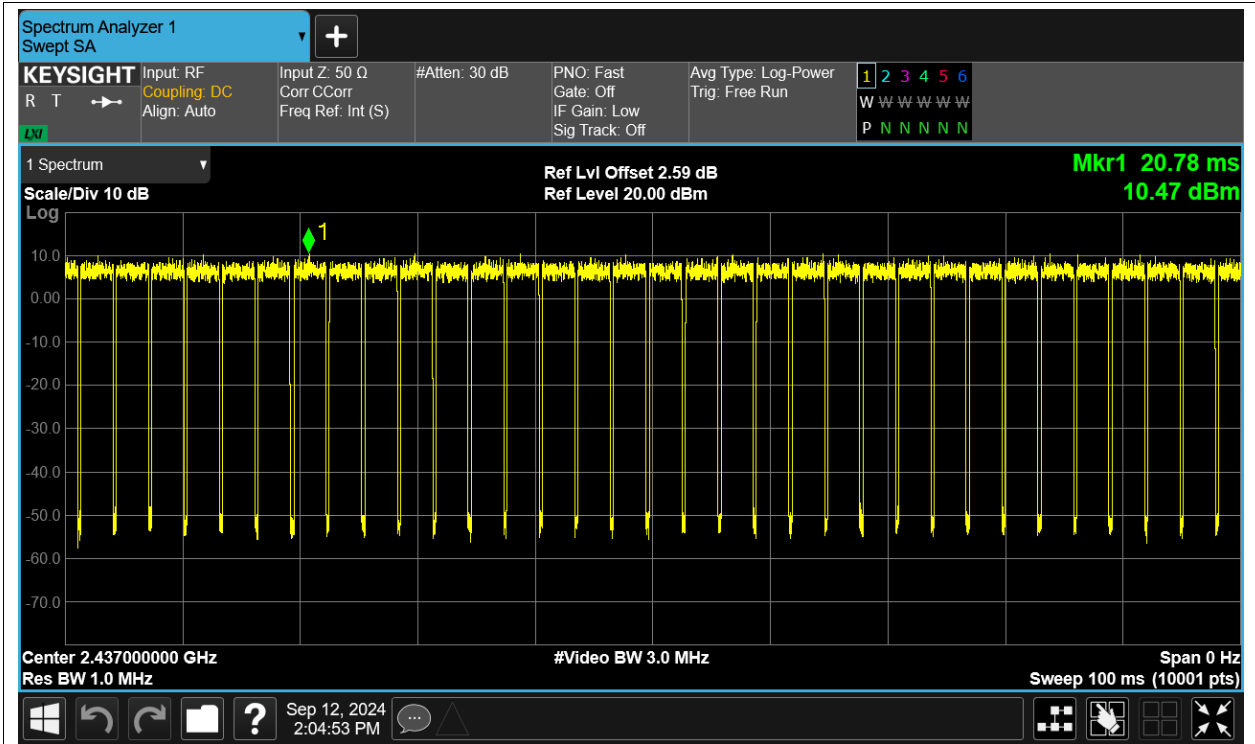 Spectrum Analyzer 1
Swept SA
KEYSIGHT
R T
LXI
Input: RF
Coupling: DC
Align: Auto
Input Z: 50 Ω
Corr CCorr
Freq Ref: Int (S)
#Atten: 30 dB
PNO: Fast
Gate: Off
IF Gain: Low
Sig Track: Off
Avg Type: Log-Power
Trig: Free Run
1 2 3 4 5 6
W W W W W W
P N N N N N
1 Spectrum
Scale/Div 10 dB
Log
Ref Lvl Offset 2.59 dB
Ref Level 20.00 dBm
Mkr1 20.78 ms
10.47 dBm
1
10.0
0.00
-10.0
-20.0
-30.0
-40.0
-50.0
-60.0
-70.0
Center 2.437000000 GHz
Res BW 1.0 MHz
#Video BW 3.0 MHz
Span 0 Hz
Sweep 100 ms (10001 pts)
?
Sep 12, 2024
2:04:53 PM